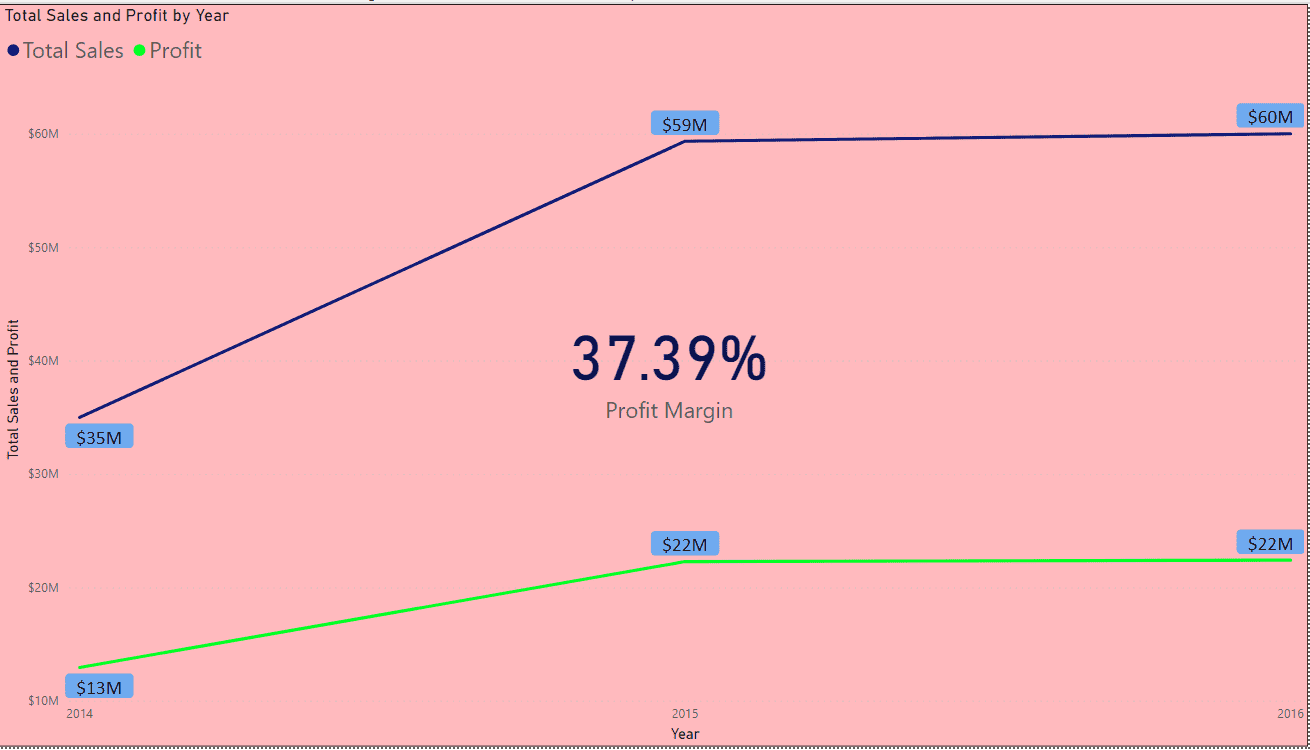 Total Sales and Profit by Year
Total Sales Profit
$60M
$50M
$40M
$30M
$20M
$10M
Total Sales and Profit
$59M
$60M
$35M
37.39%
Profit Margin
$22M
$22M
$13M
2014
2015
2016
Year